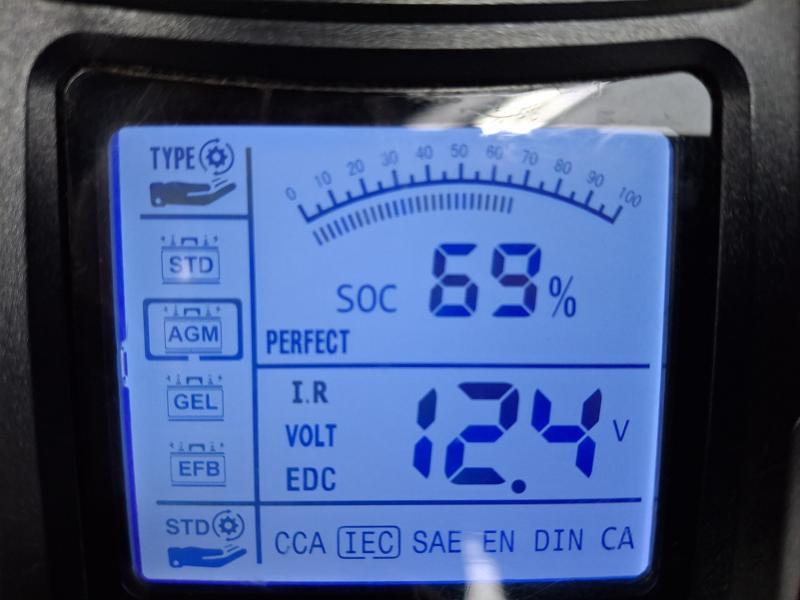 TYPE
0 10 20 30 40 50 60 70 80 90 100
STD
SOC 69%
AGM
PERFECT
I.R
GEL
VOLT 12.4 V
EFB
EDC
STD
CCA IEC SAE EN DIN CA